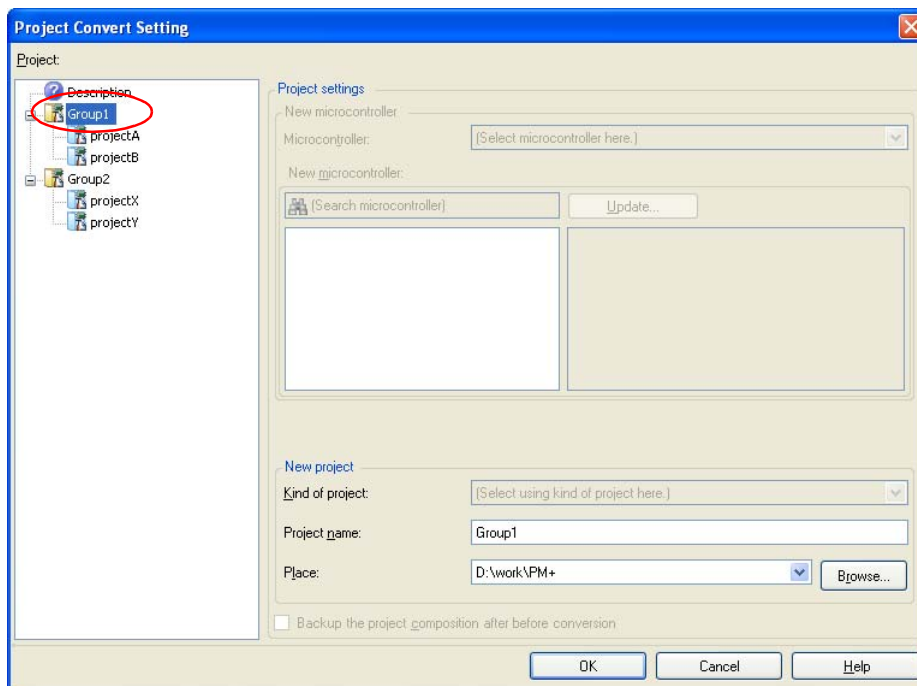 Project Convert Setting
Project:
Description
Group1
projectA
projectB
Group2
projectX
projectY
Project settings
New microcontroller
Microcontroller:
(Select microcontroller here.)
New microcontroller:
(Search microcontroller)
Update...
New project
Kind of project:
(Select using kind of project here.)
Project name:
Group1
Place:
D:\work\PM+
Browse...
Backup the project composition after before conversion
OK
Cancel
Help